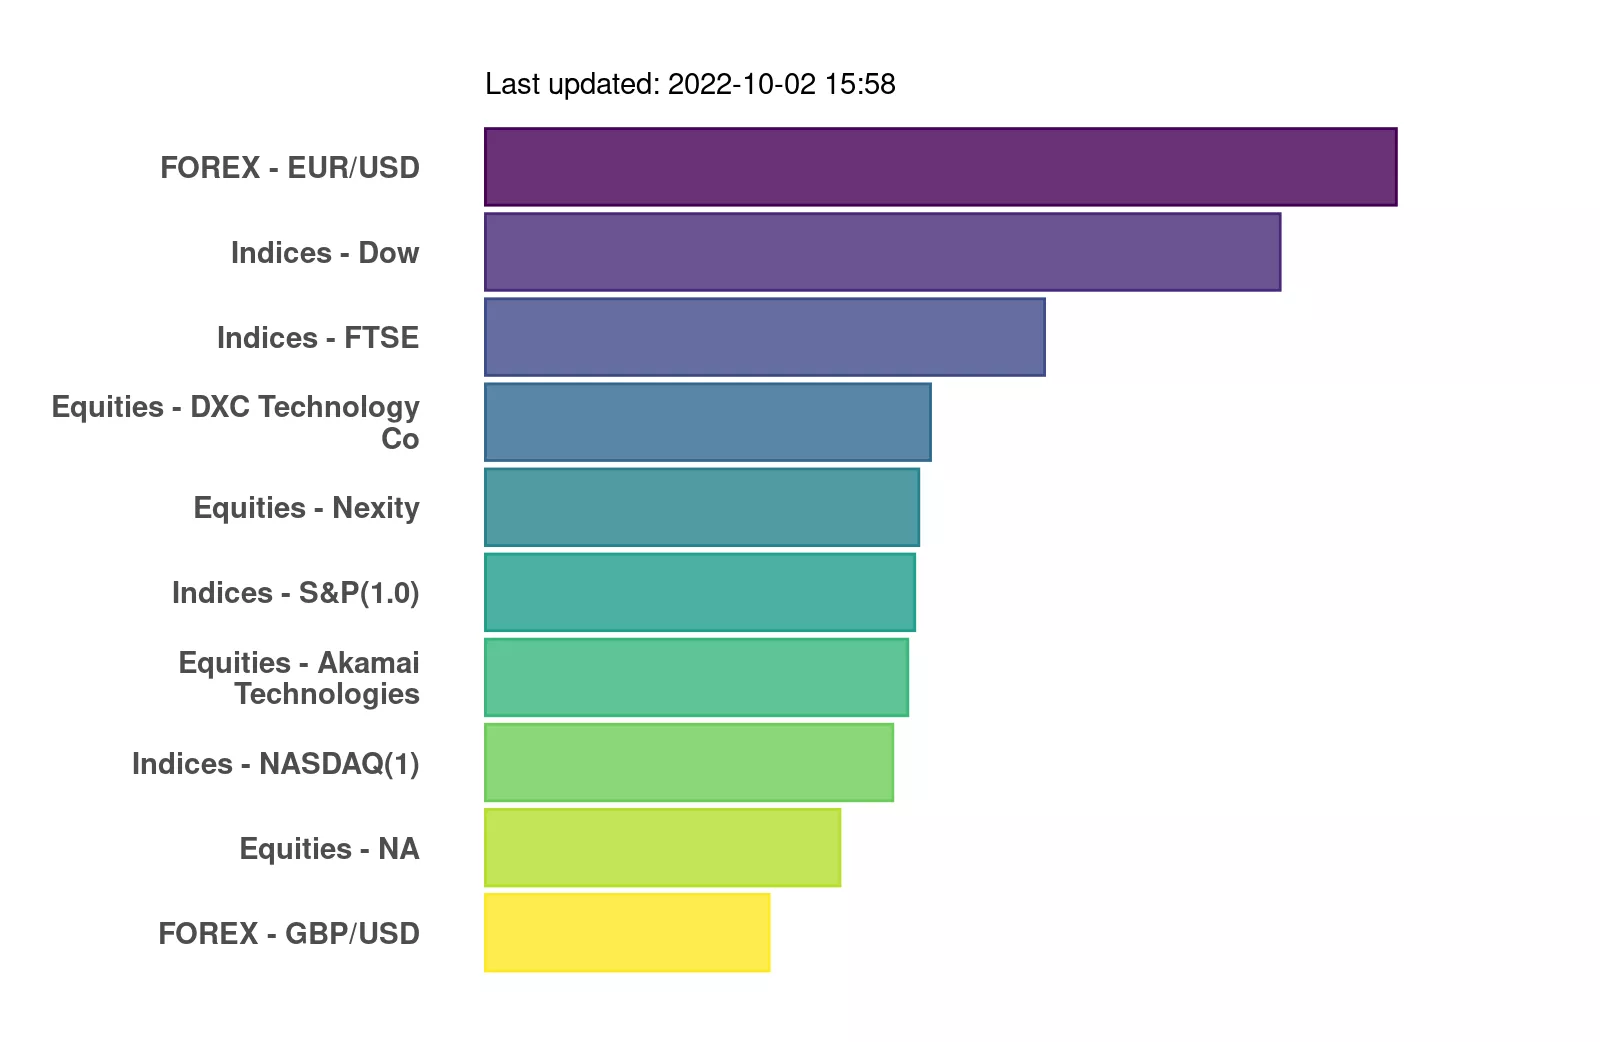 Last updated: 2022-10-02 15:58
FOREX - EUR/USD
Indices - Dow
Indices - FTSE
Equities - DXC Technology
Co
Equities - Nexity
Indices - S&P(1.0)
Equities - Akamai
Technologies
Indices - NASDAQ(1)
Equities - NA
FOREX - GBP/USD